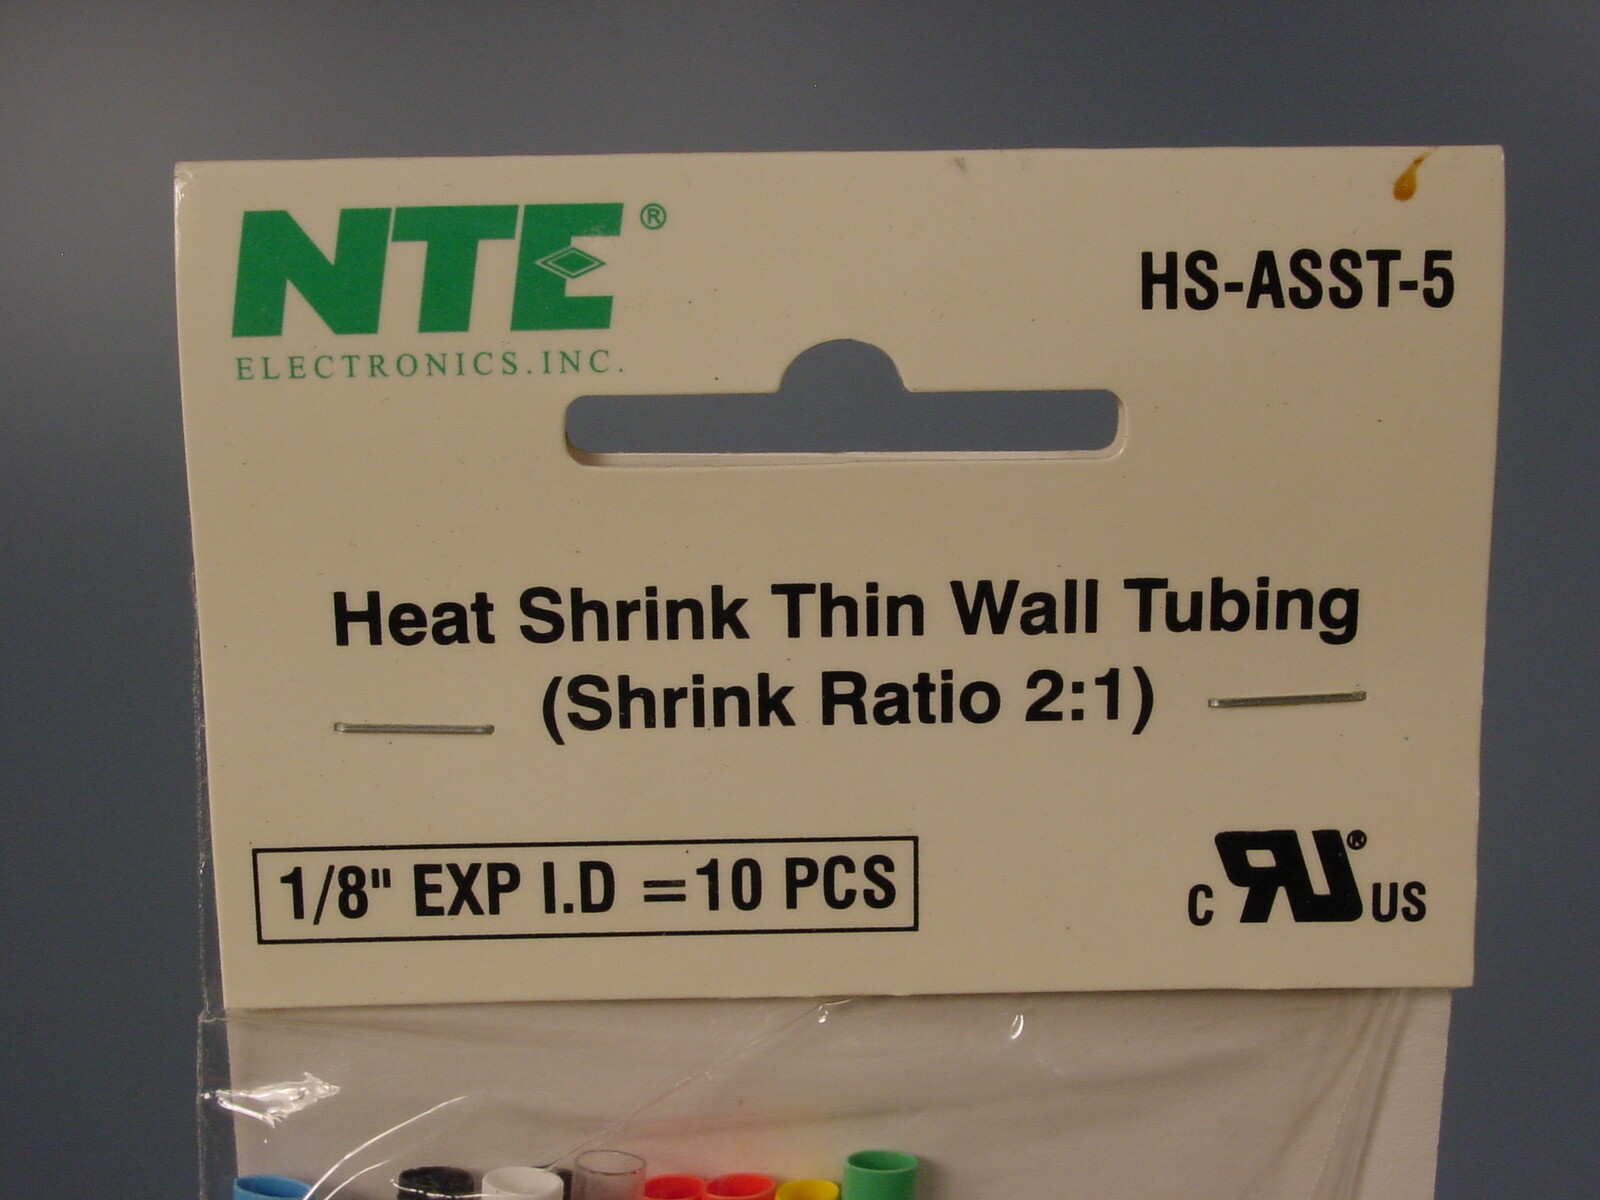 NTE®
ELECTRONICS.INC.
HS-ASST-5
Heat Shrink Thin Wall Tubing
(Shrink Ratio 2:1)
1/8" EXP I.D =10 PCS
C RU® US